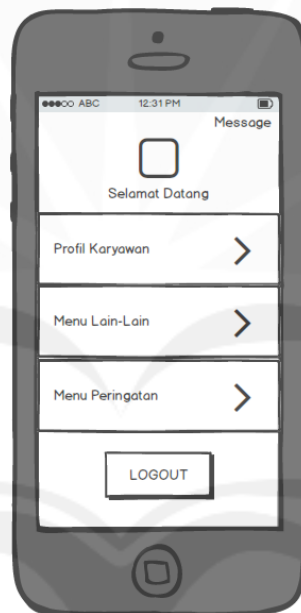 ABC 12:31 PM
Message
Selamat Datang
Profil Karyawan
Menu Lain-Lain
Menu Peringatan
LOGOUT